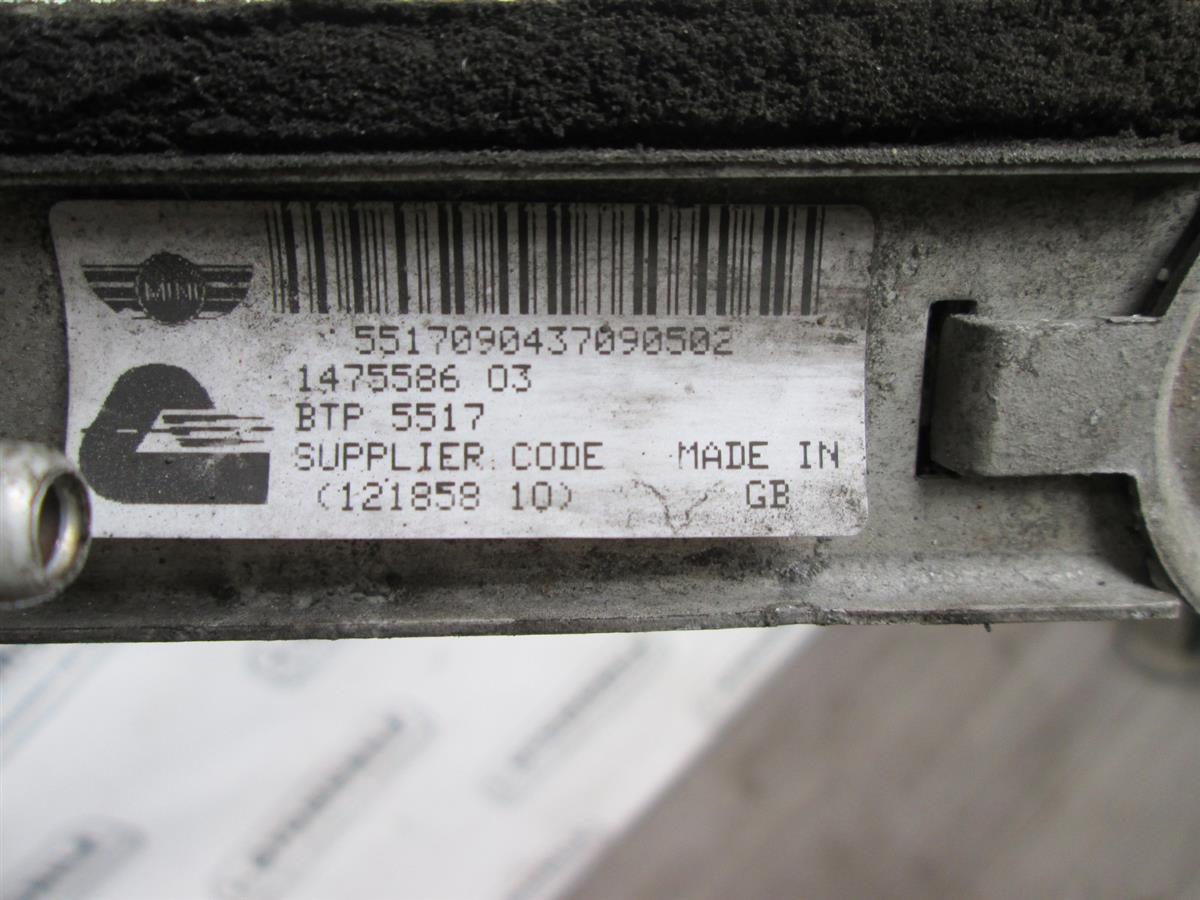 MINI
5517090437090502
1475586 03
BTP 5517
SUPPLIER CODE MADE IN
(121858 10) GB